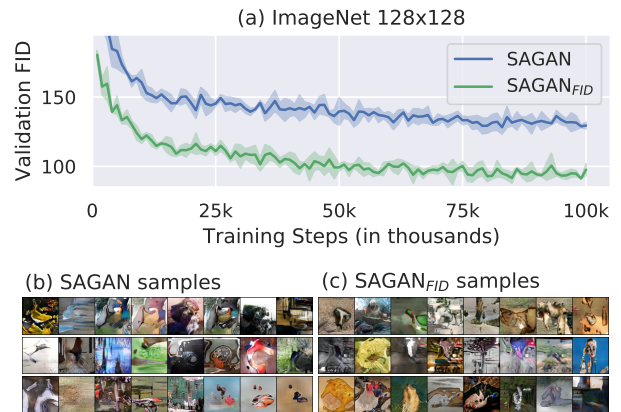 (a) ImageNet 128x128
Validation FID
150
100
SAGAN
SAGAN_FID
0 25k 50k 75k 100k
Training Steps (in thousands)
(b) SAGAN samples
(c) SAGAN_FID samples